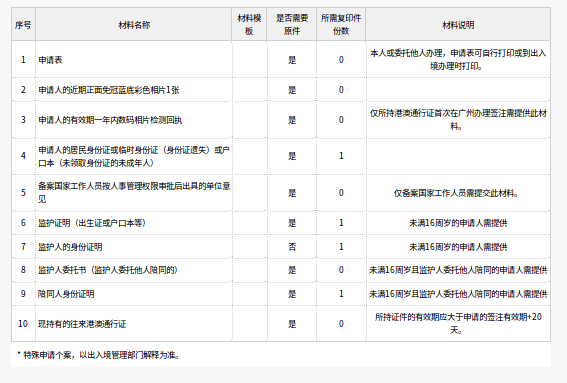 序号 材料名称 材料模板 是否需要原件 所需复印件份数 材料说明
1 申请表 是 0 本人或委托他人办理，申请表可自行打印或到出入
境办理时打印。
2 申请人的近期正面免冠蓝底彩色相片1张 是 0
3 申请人的有效期一年内数码相片检测回执 是 0 仅所持港澳通行证首次在广州办理签注需提供此材
料。
4 申请人的居民身份证或临时身份证（身份证遗失）或户
口本（未领取身份证的未成年人） 是 1
5 备案国家工作人员按人事管理权限审批后出具的单位意
见 是 0 仅备案国家工作人员需提交此材料。
6 监护证明（出生证或户口本等） 是 1 未满16周岁的申请人需提供
7 监护人的身份证明 否 1 未满16周岁的申请人需提供
8 监护人委托书（监护人委托他人陪同的） 是 0 未满16周岁且监护人委托他人陪同的申请人需提供
9 陪同人身份证明 是 1 未满16周岁且监护人委托他人陪同的申请人需提供
10 现持有的往来港澳通行证 是 0 所持证件的有效期应大于申请的签注有效期+20
天。
* 特殊申请个案，以出入境管理部门解释为准。